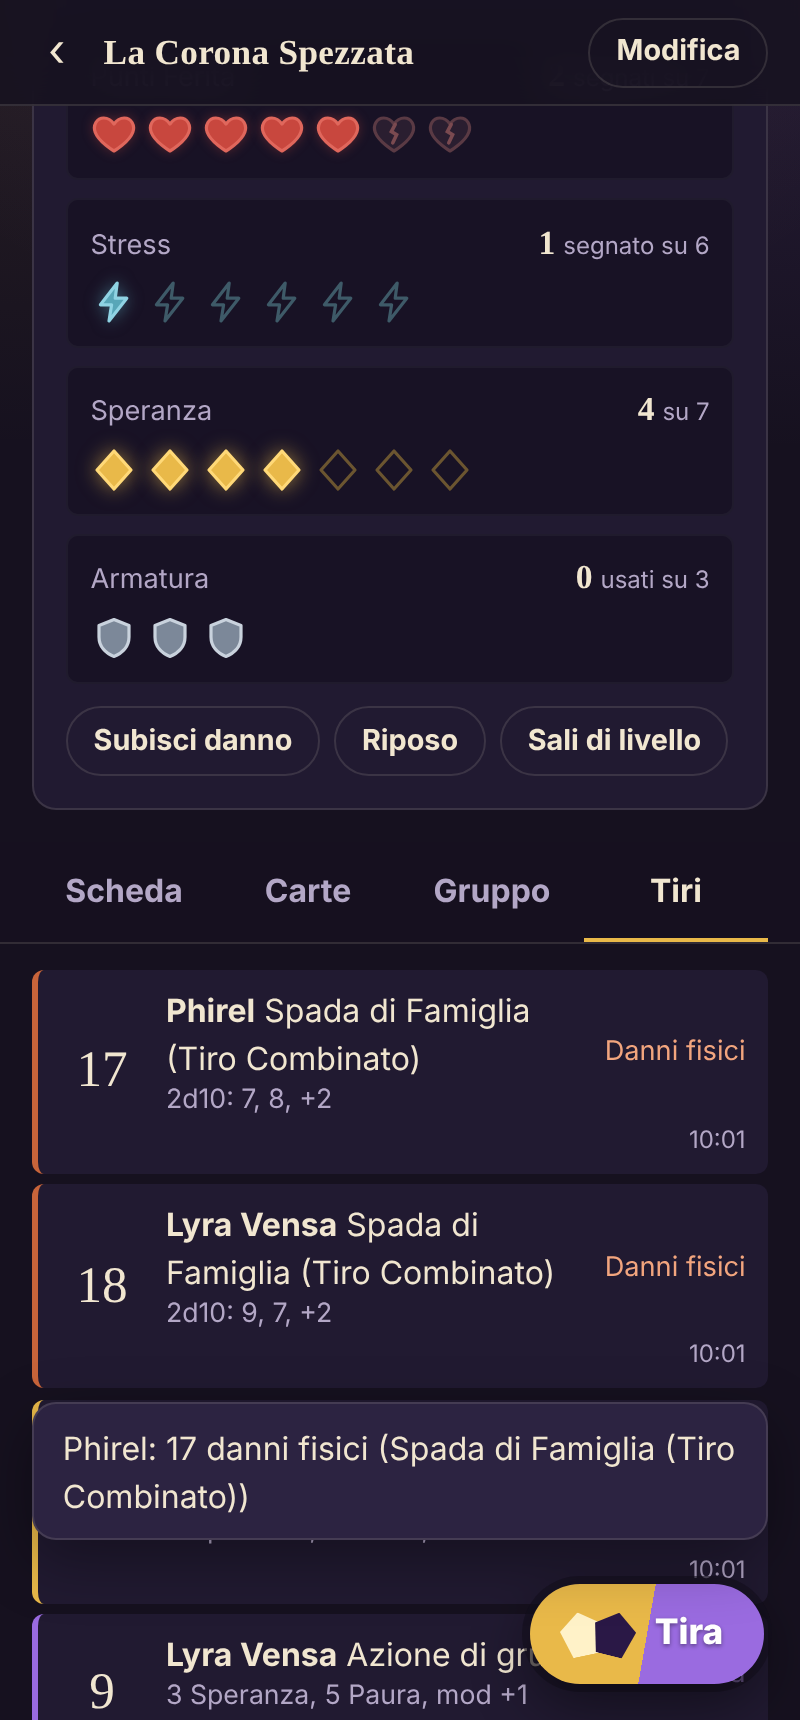 La Corona Spezzata
Modifica
Stress
1 segnato su 6
Speranza
4 su 7
Armatura
0 usati su 3
Subisci danno
Riposo
Sali di livello
Scheda
Carte
Gruppo
Tiri
17
Phirel Spada di Famiglia
(Tiro Combinato)
2d10: 7, 8, +2
Danni fisici
10:01
18
Lyra Vensa Spada di
Famiglia (Tiro Combinato)
2d10: 9, 7, +2
Danni fisici
10:01
Phirel: 17 danni fisici (Spada di Famiglia (Tiro
Combinato))
10:01
9
Lyra Vensa Azione di
3 Speranza, 5 Paura, mod +1
Tira